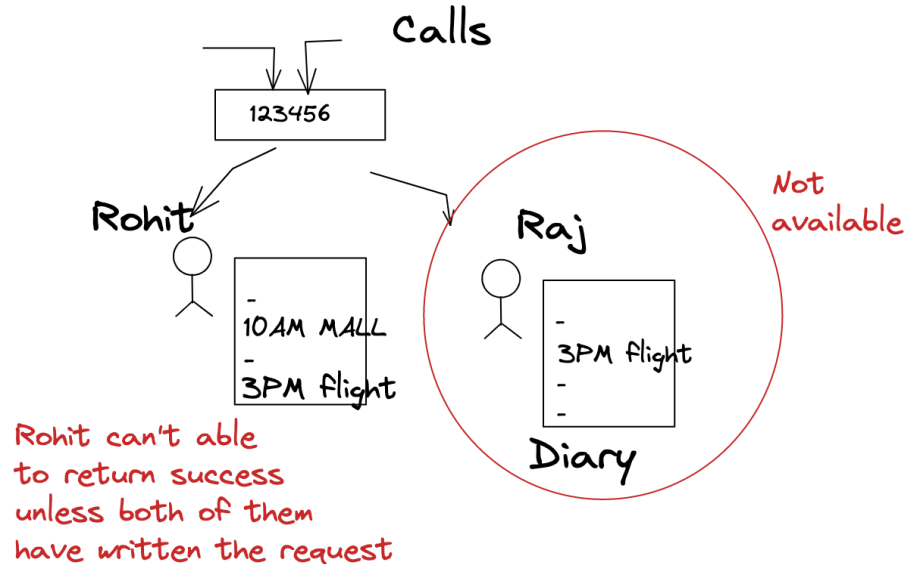 Calls
123456
Rohit
-
10AM MALL
-
3PM flight
Raj
-
3PM flight
-
-
Diary
Not
available
Rohit can't able
to return success
unless both of them
have written the request